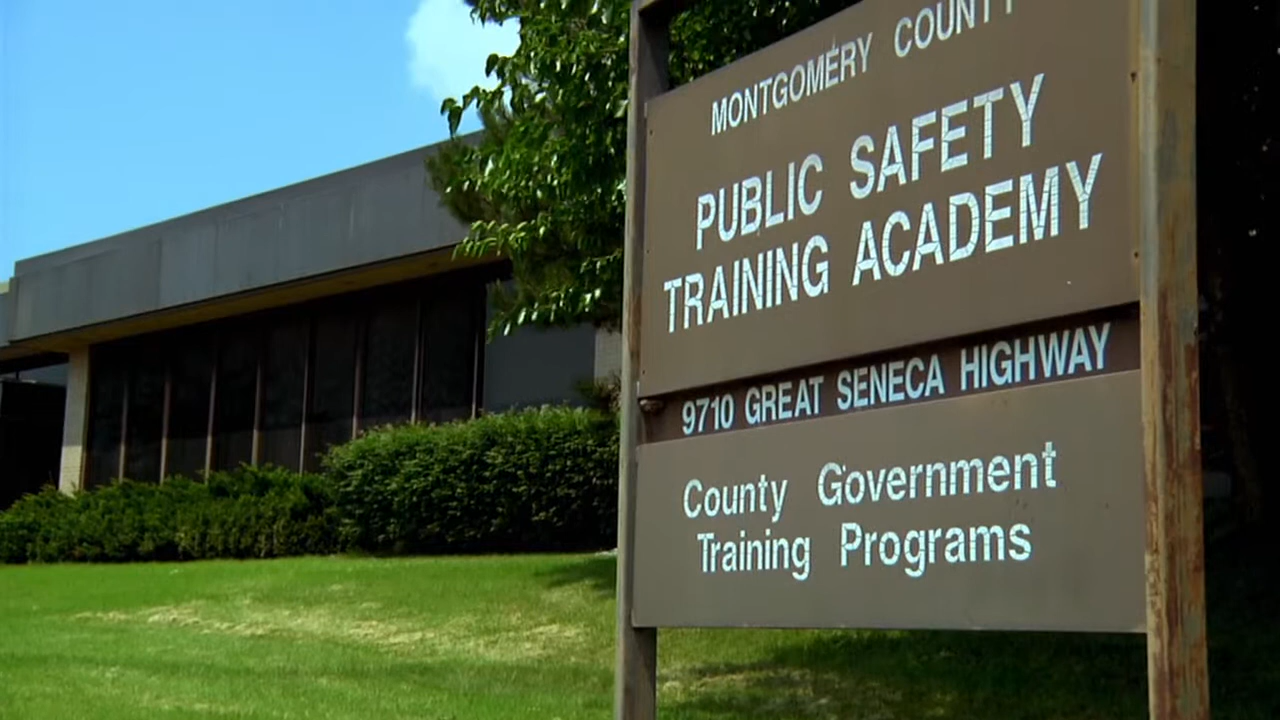 MONTGOMERY COUNTY
PUBLIC SAFETY
TRAINING ACADEMY
9710 GREAT SENECA HIGHWAY
County Government
Training Programs